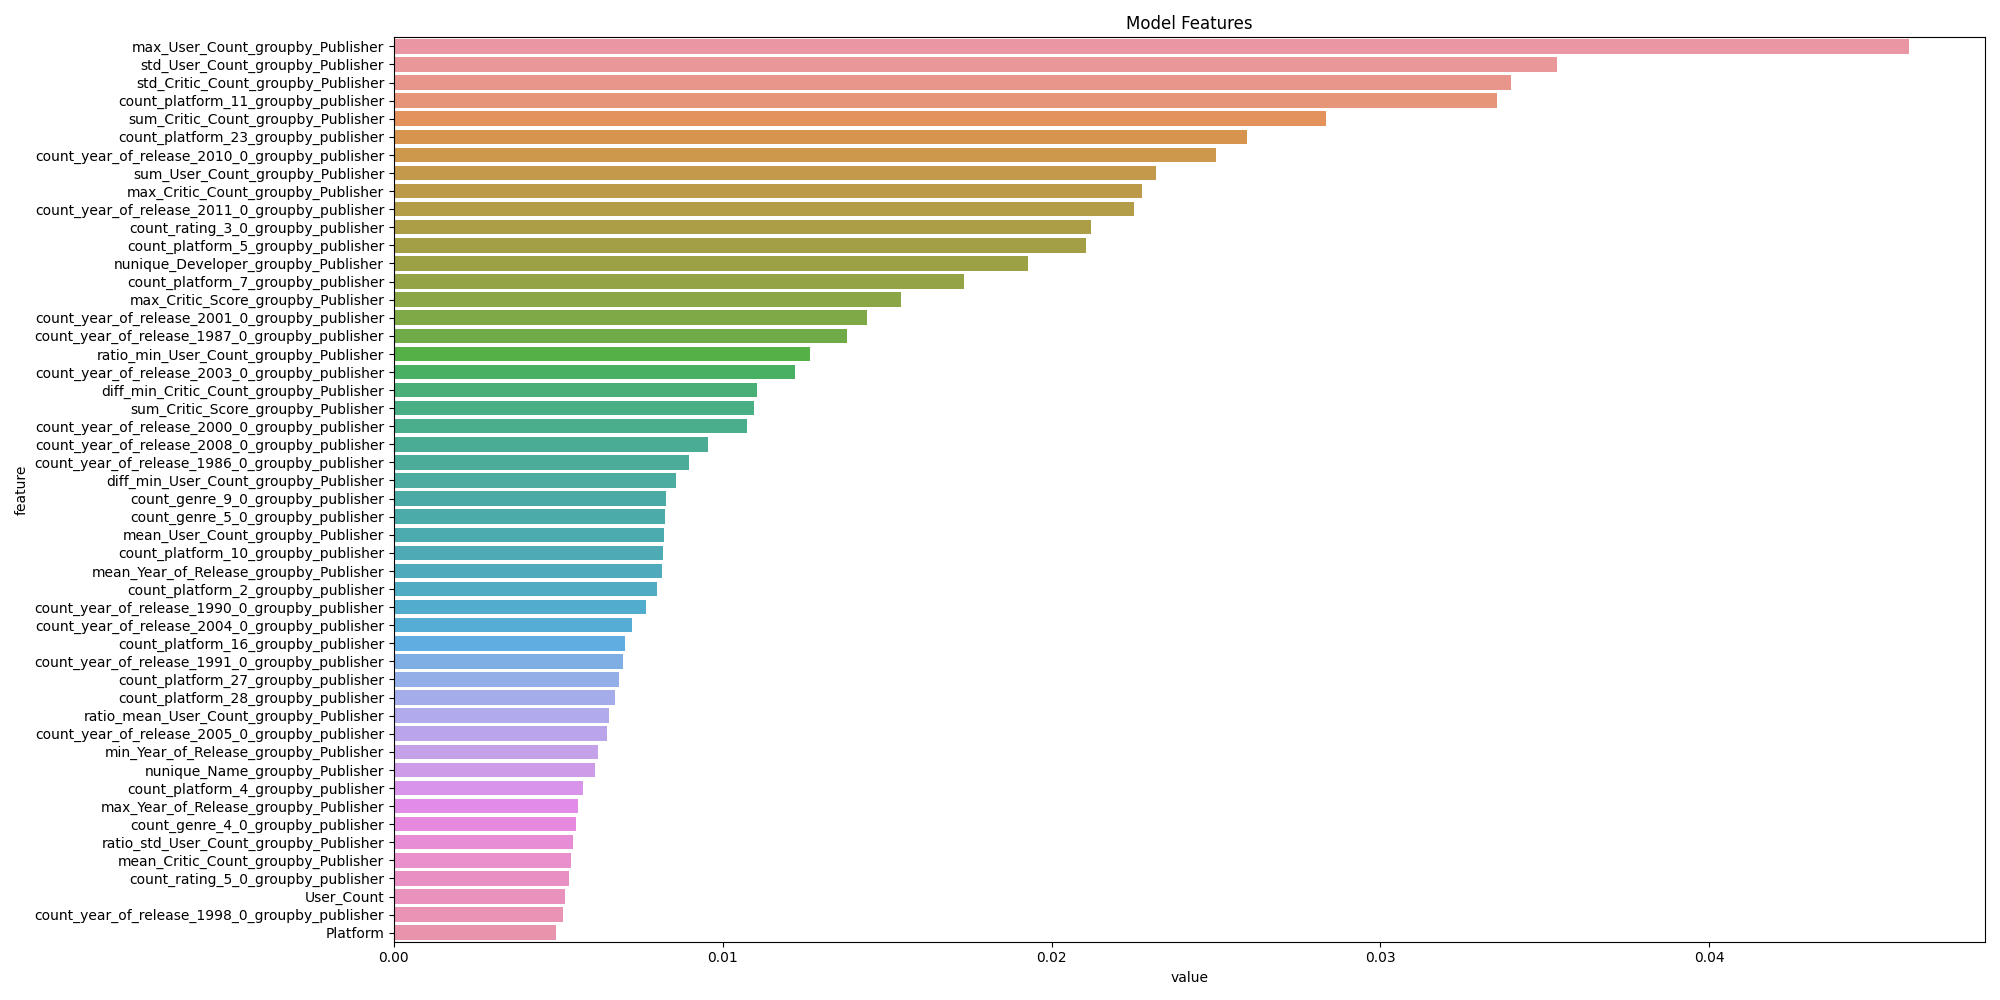 Model Features
max_User_Count_groupby_Publisher
std_User_Count_groupby_Publisher
std_Critic_Count_groupby_Publisher
count_platform_11_groupby_publisher
sum_Critic_Count_groupby_Publisher
count_platform_23_groupby_publisher
count_year_of_release_2010_0_groupby_publisher
sum_User_Count_groupby_Publisher
max_Critic_Count_groupby_Publisher
count_year_of_release_2011_0_groupby_publisher
count_rating_3_0_groupby_publisher
count_platform_5_groupby_publisher
nunique_Developer_groupby_Publisher
count_platform_7_groupby_publisher
max_Critic_Score_groupby_Publisher
count_year_of_release_2001_0_groupby_publisher
count_year_of_release_1987_0_groupby_publisher
ratio_min_User_Count_groupby_Publisher
count_year_of_release_2003_0_groupby_publisher
diff_min_Critic_Count_groupby_Publisher
sum_Critic_Score_groupby_Publisher
count_year_of_release_2000_0_groupby_publisher
count_year_of_release_2008_0_groupby_publisher
count_year_of_release_1986_0_groupby_publisher
diff_min_User_Count_groupby_Publisher
count_genre_9_0_groupby_publisher
count_genre_5_0_groupby_publisher
mean_User_Count_groupby_Publisher
count_platform_10_groupby_publisher
mean_Year_of_Release_groupby_Publisher
count_platform_2_groupby_publisher
count_year_of_release_1990_0_groupby_publisher
count_year_of_release_2004_0_groupby_publisher
count_platform_16_groupby_publisher
count_year_of_release_1991_0_groupby_publisher
count_platform_27_groupby_publisher
count_platform_28_groupby_publisher
ratio_mean_User_Count_groupby_Publisher
count_year_of_release_2005_0_groupby_publisher
min_Year_of_Release_groupby_Publisher
nunique_Name_groupby_Publisher
count_platform_4_groupby_publisher
max_Year_of_Release_groupby_Publisher
count_genre_4_0_groupby_publisher
ratio_std_User_Count_groupby_Publisher
mean_Critic_Count_groupby_Publisher
count_rating_5_0_groupby_publisher
User_Count
count_year_of_release_1998_0_groupby_publisher
Platform
feature
0.00 0.01 0.02 0.03 0.04
value